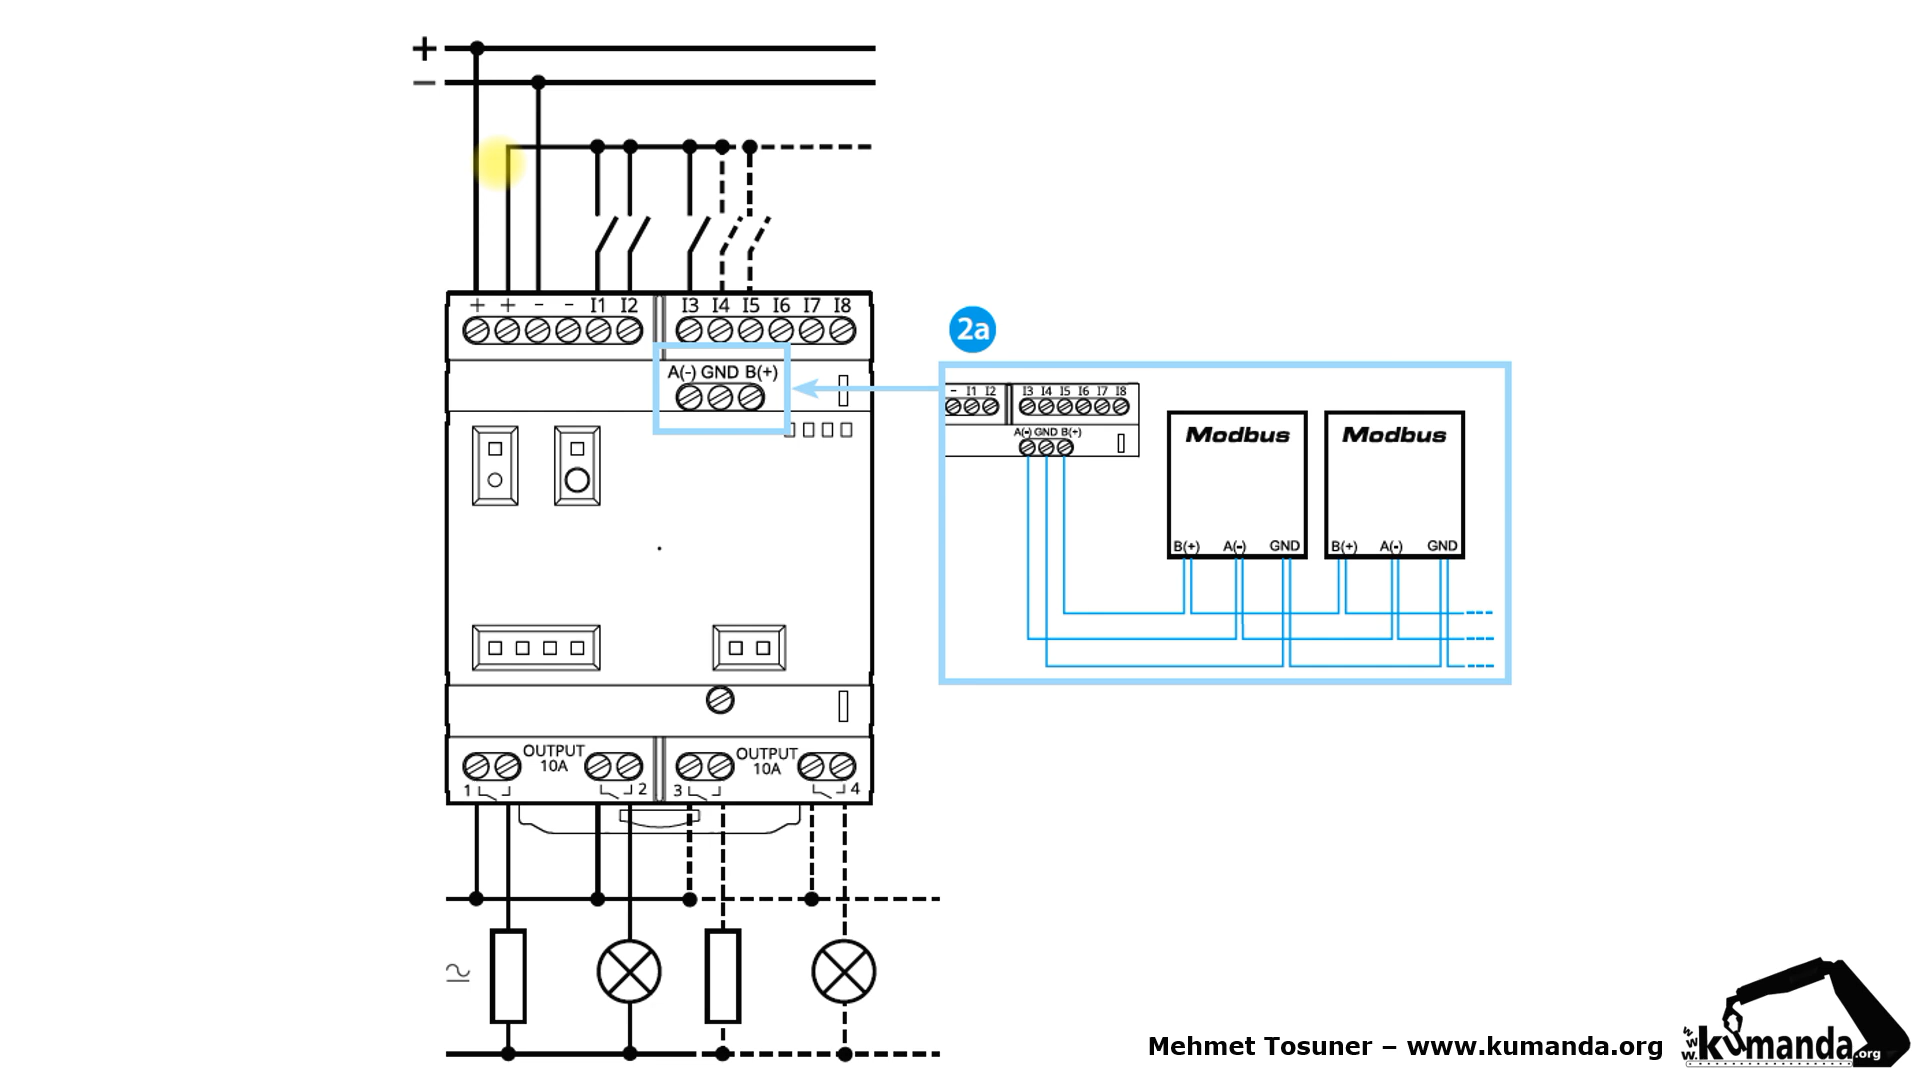 +
−
+ + − − I1 I2 I3 I4 I5 I6 I7 I8
A(-) GND B(+)
2a
− I1 I2 I3 I4 I5 I6 I7 I8
A(-) GND B(+)
Modbus
B(+) A(-) GND
Modbus
B(+) A(-) GND
OUTPUT
10A
1 2
OUTPUT
10A
3 4
Mehmet Tosuner – www.kumanda.org
www.kumanda.org